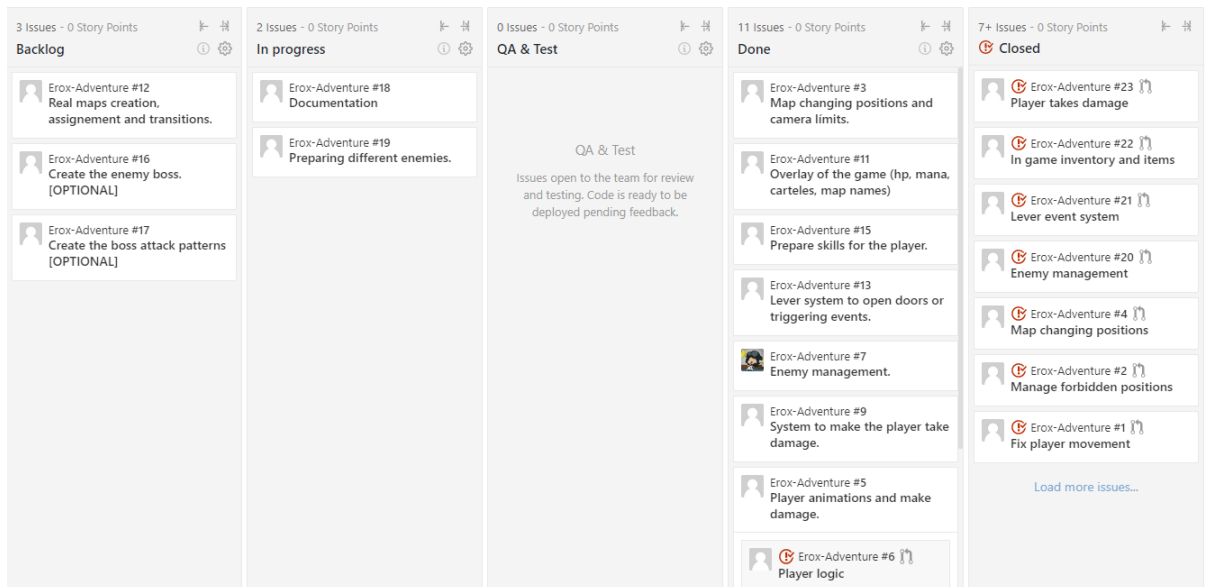 3 Issues - 0 Story Points
Backlog
Erox-Adventure #12
Real maps creation,
assignement and transitions.
Erox-Adventure #16
Create the enemy boss.
[OPTIONAL]
Erox-Adventure #17
Create the boss attack patterns
[OPTIONAL]
2 Issues - 0 Story Points
In progress
Erox-Adventure #18
Documentation
Erox-Adventure #19
Preparing different enemies.
0 Issues - 0 Story Points
QA & Test
QA & Test
Issues open to the team for review
and testing. Code is ready to be
deployed pending feedback.
11 Issues - 0 Story Points
Done
Erox-Adventure #3
Map changing positions and
camera límits.
Erox-Adventure #11
Overlay of the game (hp, mana,
carteles, map names)
Erox-Adventure #15
Prepare skills for the player.
Erox-Adventure #13
Lever system to open doors or
triggering events.
Erox-Adventure #7
Enemy management.
Erox-Adventure #9
System to make the player take
damage.
Erox-Adventure #5
Player animations and make
damage.
Erox-Adventure #6
Player logic
7+ Issues - 0 Story Points
Closed
Erox-Adventure #23
Player takes damage
Erox-Adventure #22
In game inventory and items
Erox-Adventure #21
Lever event system
Erox-Adventure #20
Enemy management
Erox-Adventure #4
Map changing positions
Erox-Adventure #2
Manage forbidden positions
Erox-Adventure #1
Fix player movement
Load more issues...